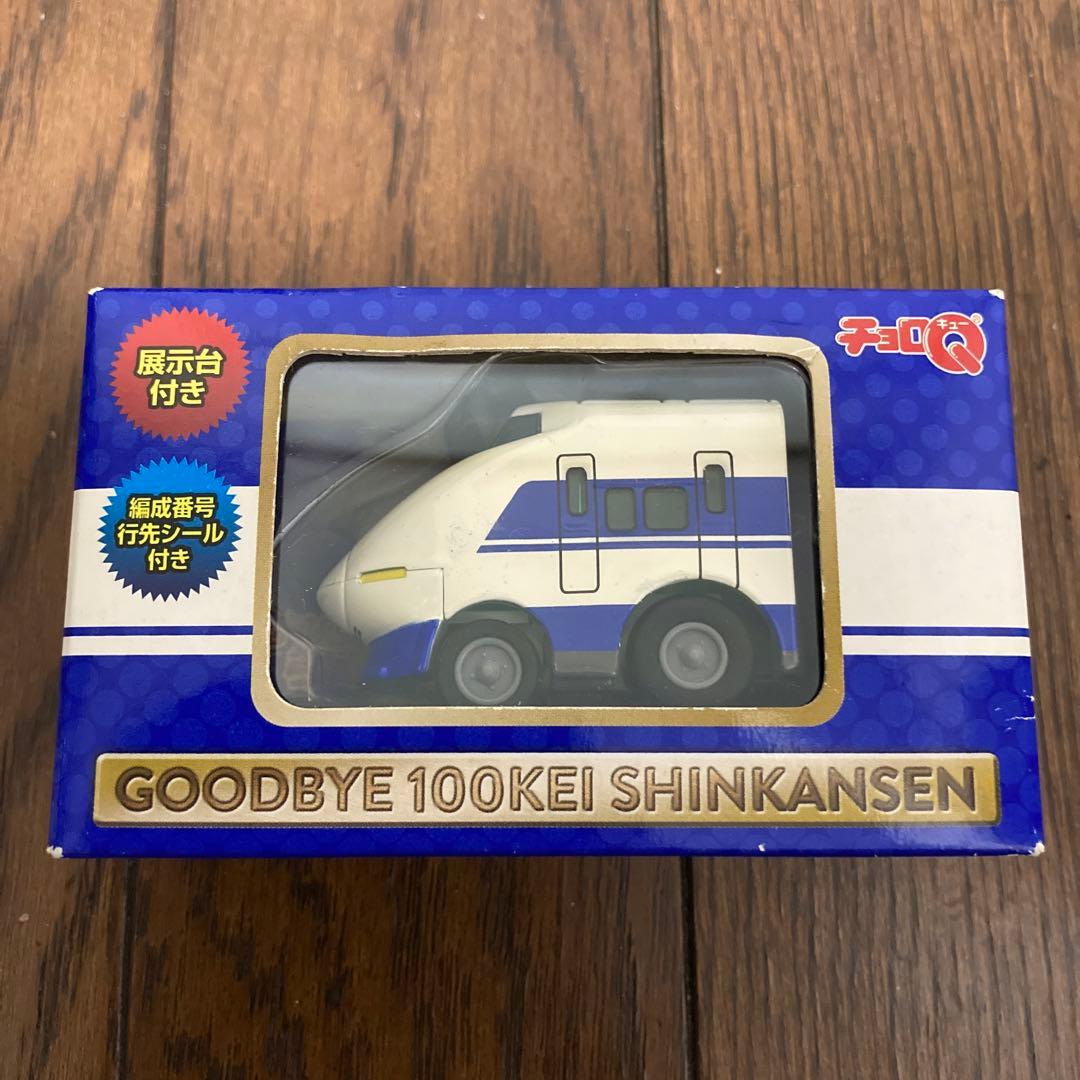 展示台
付き
チョロQ
キュー
編成番号
行先シール
付き
GOODBYE 100KEI SHINKANSEN